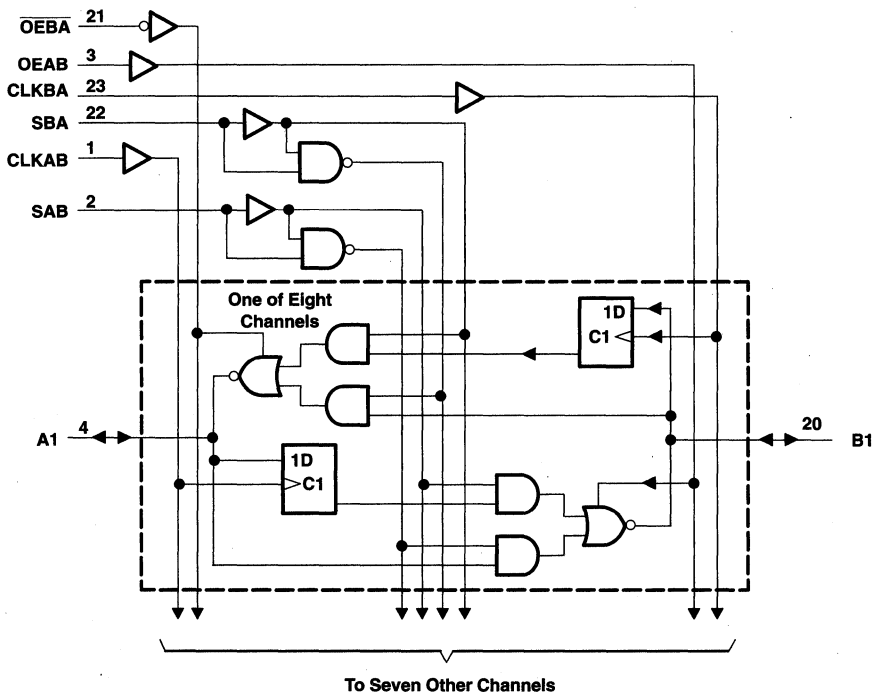 OEBA 21
OEAB 3
CLKBA 23
SBA 22
CLKAB 1
SAB 2
One of Eight
Channels
1D
C1
A1 4
20 B1
1D
C1
To Seven Other Channels